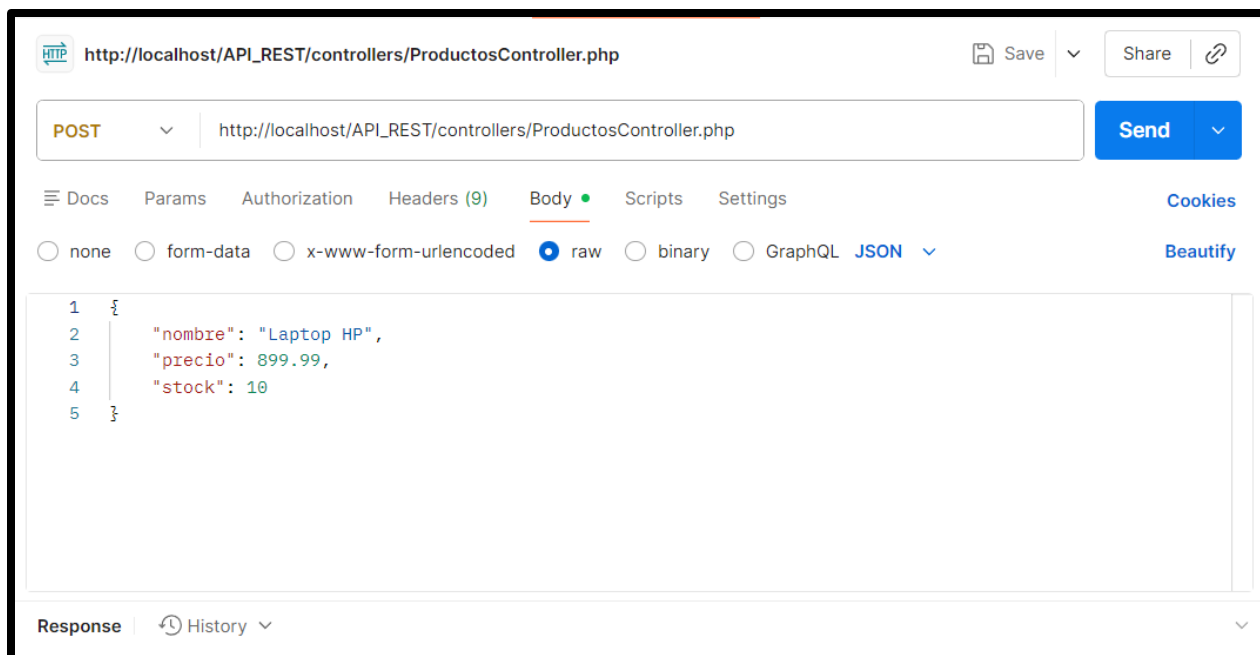 HTTP http://localhost/API_REST/controllers/ProductosController.php Save Share
POST http://localhost/API_REST/controllers/ProductosController.php Send
Docs Params Authorization Headers (9) Body Scripts Settings Cookies
none form-data x-www-form-urlencoded raw binary GraphQL JSON Beautify
1 {
2 "nombre": "Laptop HP",
3 "precio": 899.99,
4 "stock": 10
5 }
Response History